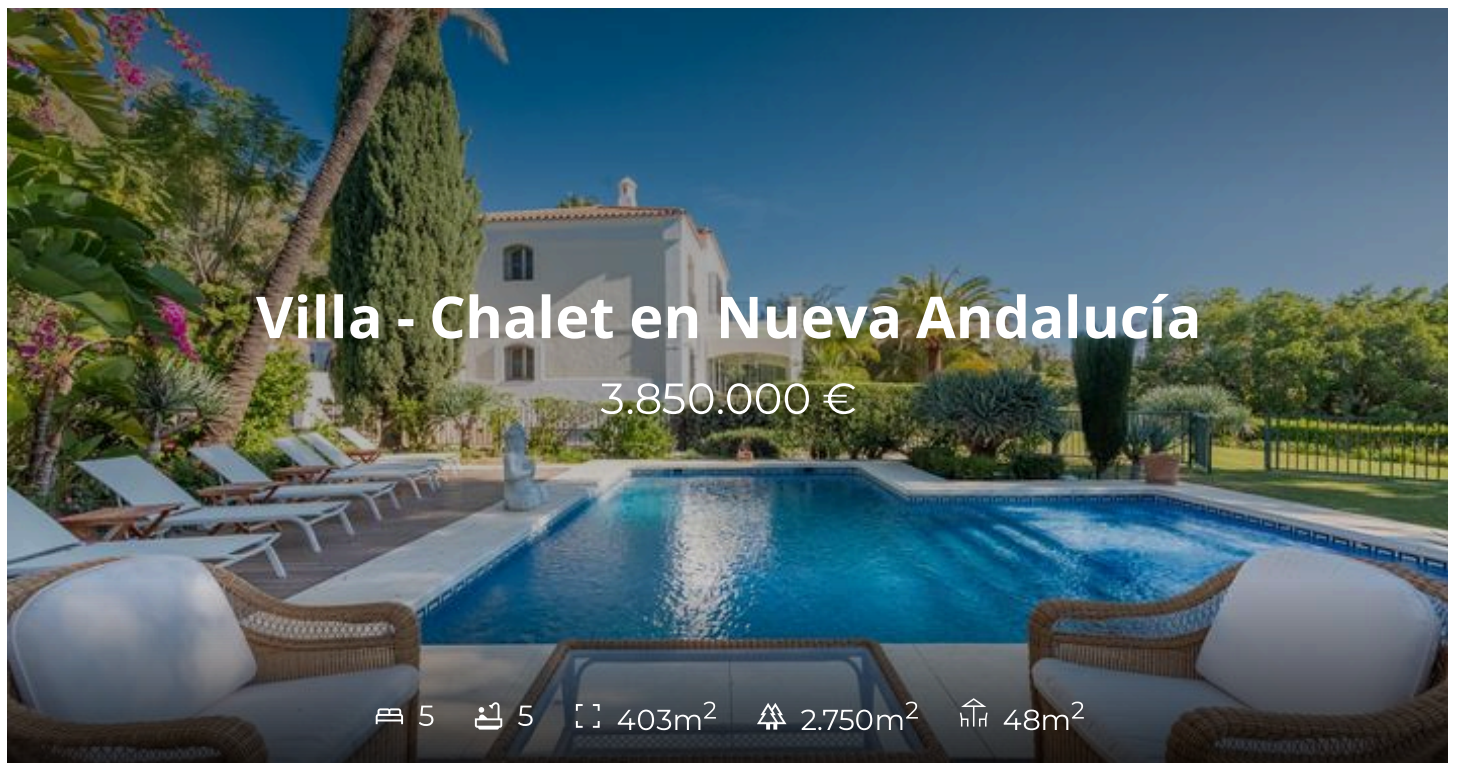 Villa - Chalet en Nueva Andalucía
3.850.000 €
5 5 403m² 2.750m² 48m²